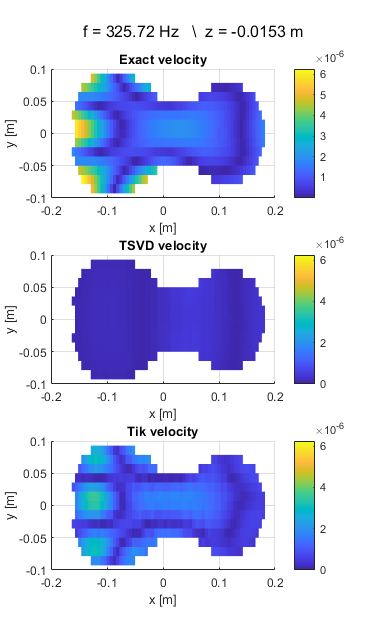 f = 325.72 Hz \ z = -0.0153 m
Exact velocity
×10-6
0.1
0.05
0
-0.05
-0.1
y [m]
-0.2 -0.1 0 0.1 0.2
x [m]
6
5
4
3
2
1
TSVD velocity
×10-6
0.1
0.05
0
-0.05
-0.1
y [m]
-0.2 -0.1 0 0.1 0.2
x [m]
6
4
2
0
Tik velocity
×10-6
0.1
0.05
0
-0.05
-0.1
y [m]
-0.2 -0.1 0 0.1 0.2
x [m]
6
4
2
0